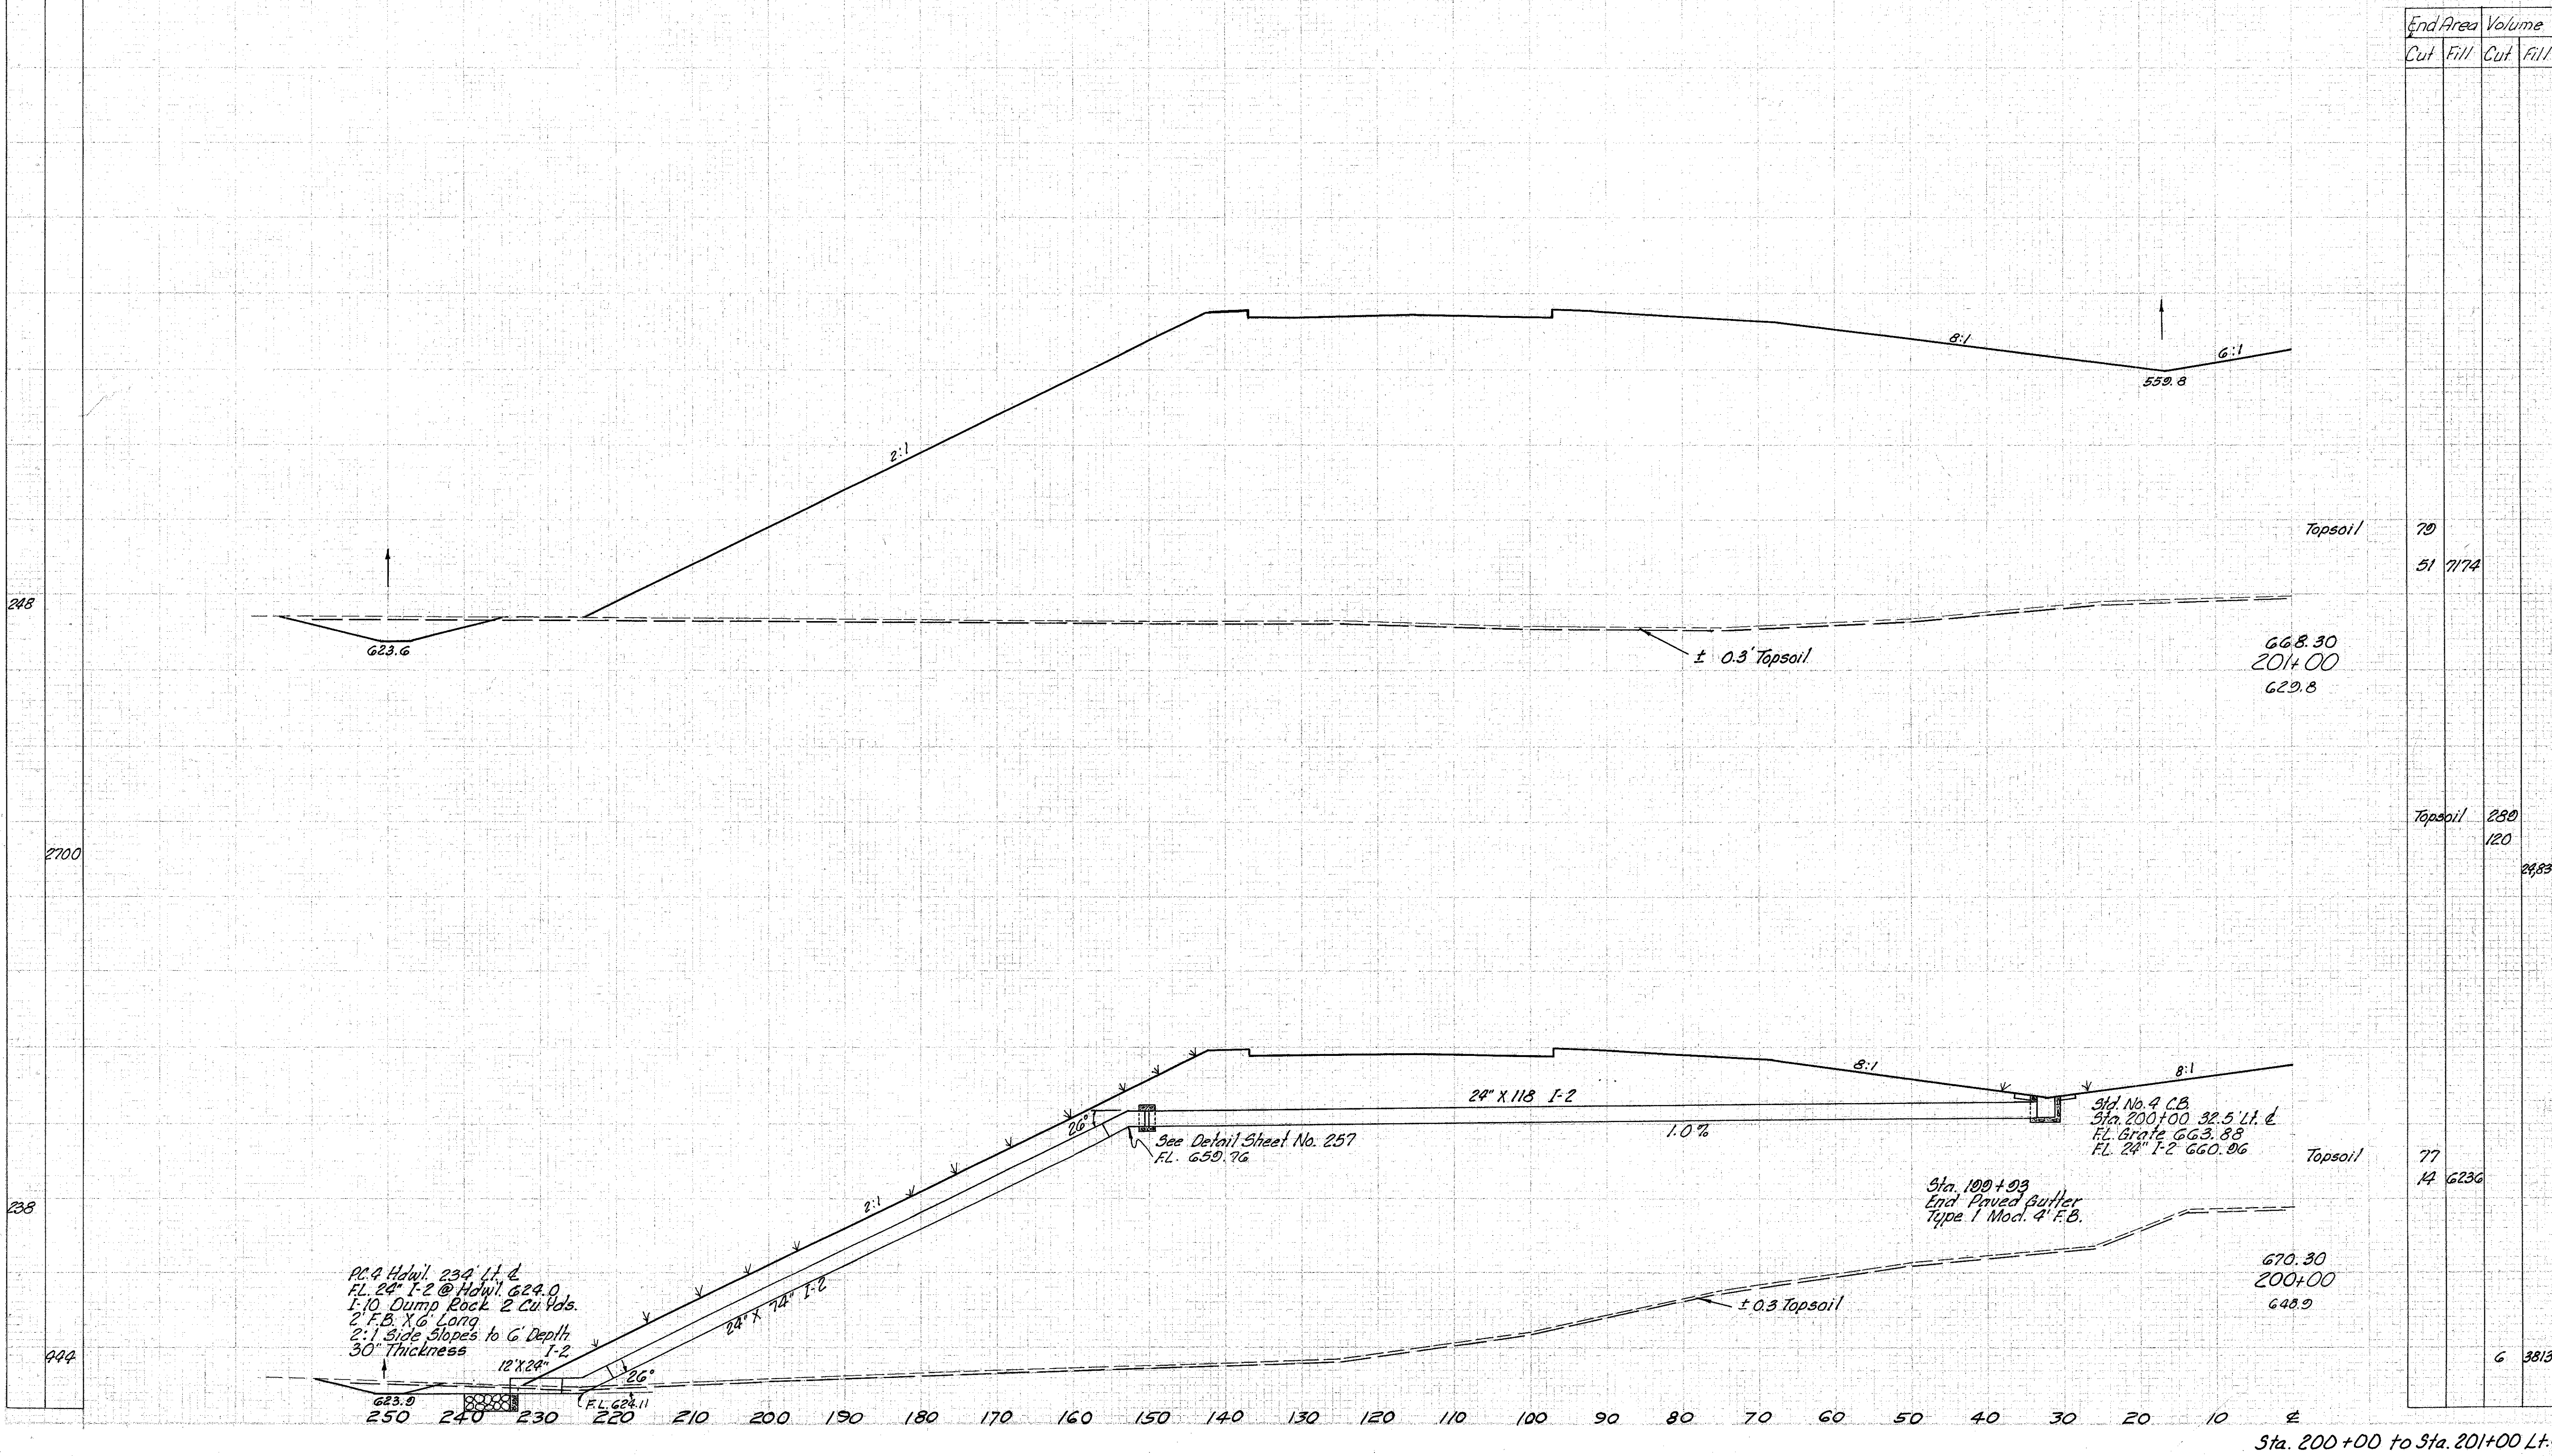 End Area Volume
Cut Fill Cut Fill
8:1
6:1
559.8
2:1
Topsoil 79
51 7174
248
623.6
± 0.3' Topsoil
668.30
201+00
629.8
Topsoil 289
120
2700
8:1
8:1
24" X 118 I-2
1.0%
26°
See Detail Sheet No. 257
F.L. 659.76
Std. No. 4 C.B.
Sta. 200+00 32.5' Lt. ℄
F.L. Grate 663.88
F.L. 24" I-2 660.96
Topsoil 77
14 6236
Sta. 199+93
End Paved Gutter
Type 1 Mod. 4' F.B.
2:1
238
P.C.4 Hdwl. 234' Lt. ℄
F.L. 24" I-2 @ Hdwl. 624.0
I-10 Dump Rock 2 Cu. Yds.
2' F.B. X 6' Long
2:1 Side Slopes to 6' Depth
30" Thickness
I-2
12'X24"
24" X 74" I-2
± 0.3 Topsoil
670.30
200+00
648.9
444
6 3813
26°
623.9
F.L. 624.11
250 240 230 220 210 200 190 180 170 160 150 140 130 120 110 100 90 80 70 60 50 40 30 20 10 ℄
Sta. 200+00 to Sta. 201+00 Lt.